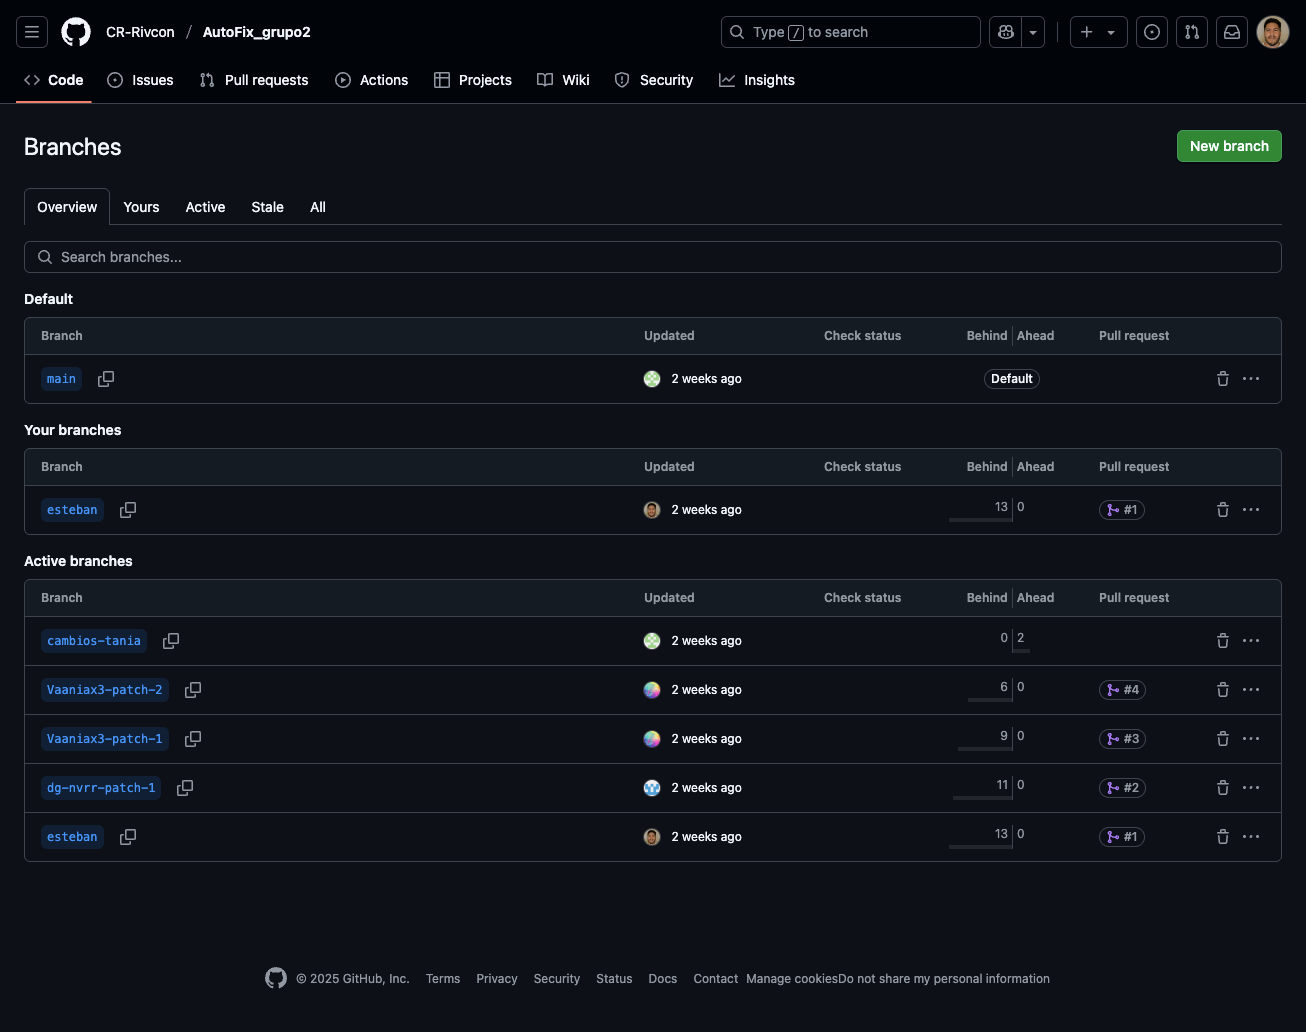 CR-Rivcon / AutoFix_grupo2
Type / to search
Code Issues Pull requests Actions Projects Wiki Security Insights
Branches
New branch
Overview Yours Active Stale All
Search branches...
Default
Branch Updated Check status Behind Ahead Pull request
main 2 weeks ago Default
Your branches
Branch Updated Check status Behind Ahead Pull request
esteban 2 weeks ago 13 0 #1
Active branches
Branch Updated Check status Behind Ahead Pull request
cambios-tania 2 weeks ago 0 2
Vaaniax3-patch-2 2 weeks ago 6 0 #4
Vaaniax3-patch-1 2 weeks ago 9 0 #3
dg-nvrr-patch-1 2 weeks ago 11 0 #2
esteban 2 weeks ago 13 0 #1
© 2025 GitHub, Inc. Terms Privacy Security Status Docs Contact Manage cookies Do not share my personal information